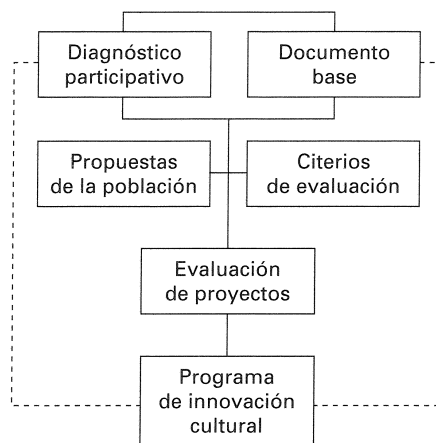 Diagnóstico
participativo
Documento
base
Propuestas
de la población
Citerios
de evaluación
Evaluación
de proyectos
Programa
de innovación
cultural